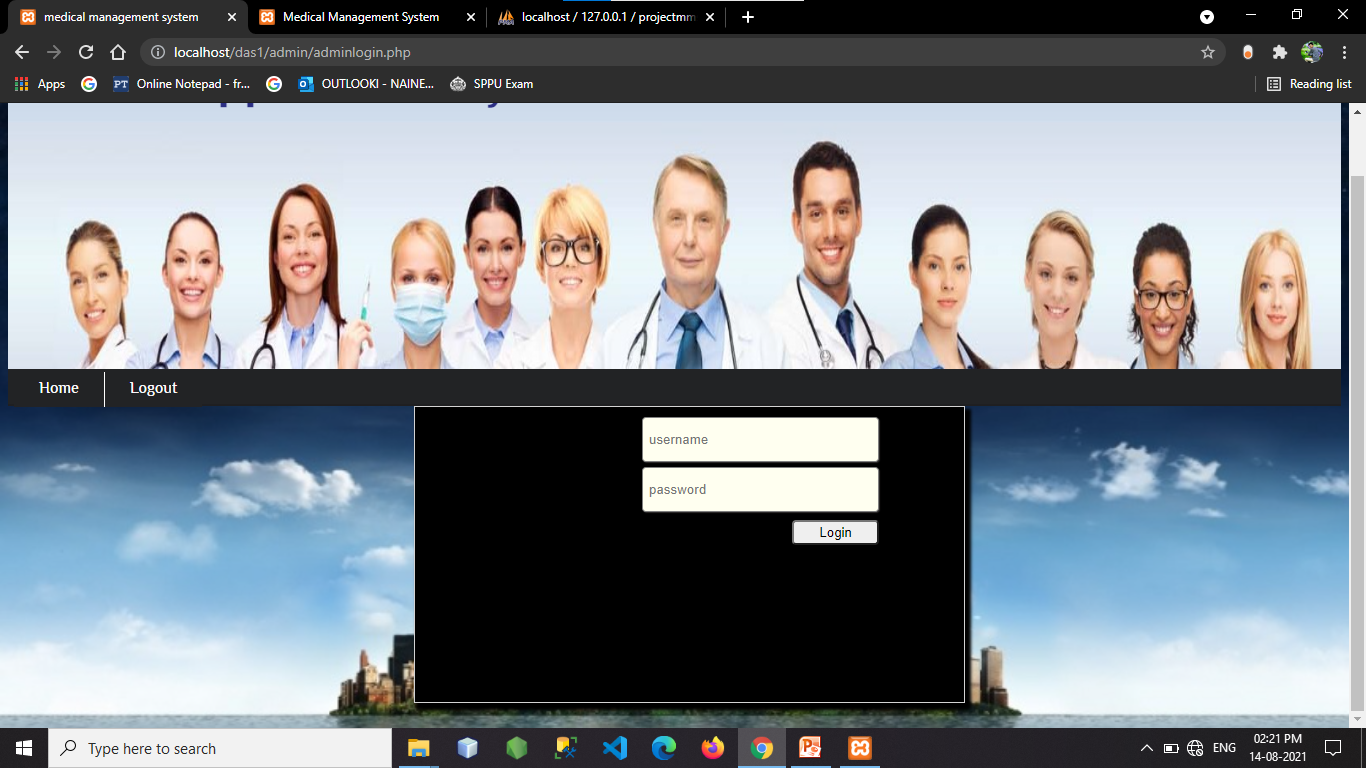 medical management system
Medical Management System
localhost / 127.0.0.1 / projectmm
localhost/das1/admin/adminlogin.php
Apps
PT
Online Notepad - fr...
OUTLOOKI - NAINE...
SPPU Exam
Reading list
Home
Logout
username
password
Login
Type here to search
ENG
02:21 PM
14-08-2021